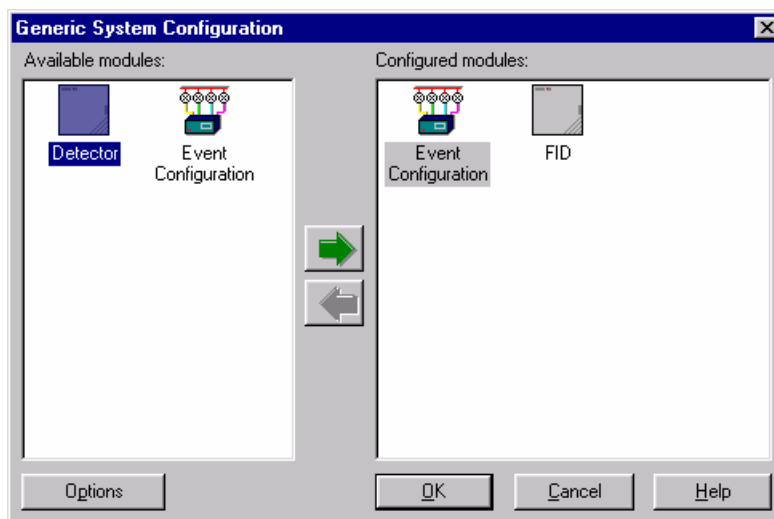 Generic System Configuration
Available modules:
Configured modules:
Detector
Event
Configuration
Event
Configuration
FID
Options
OK
Cancel
Help